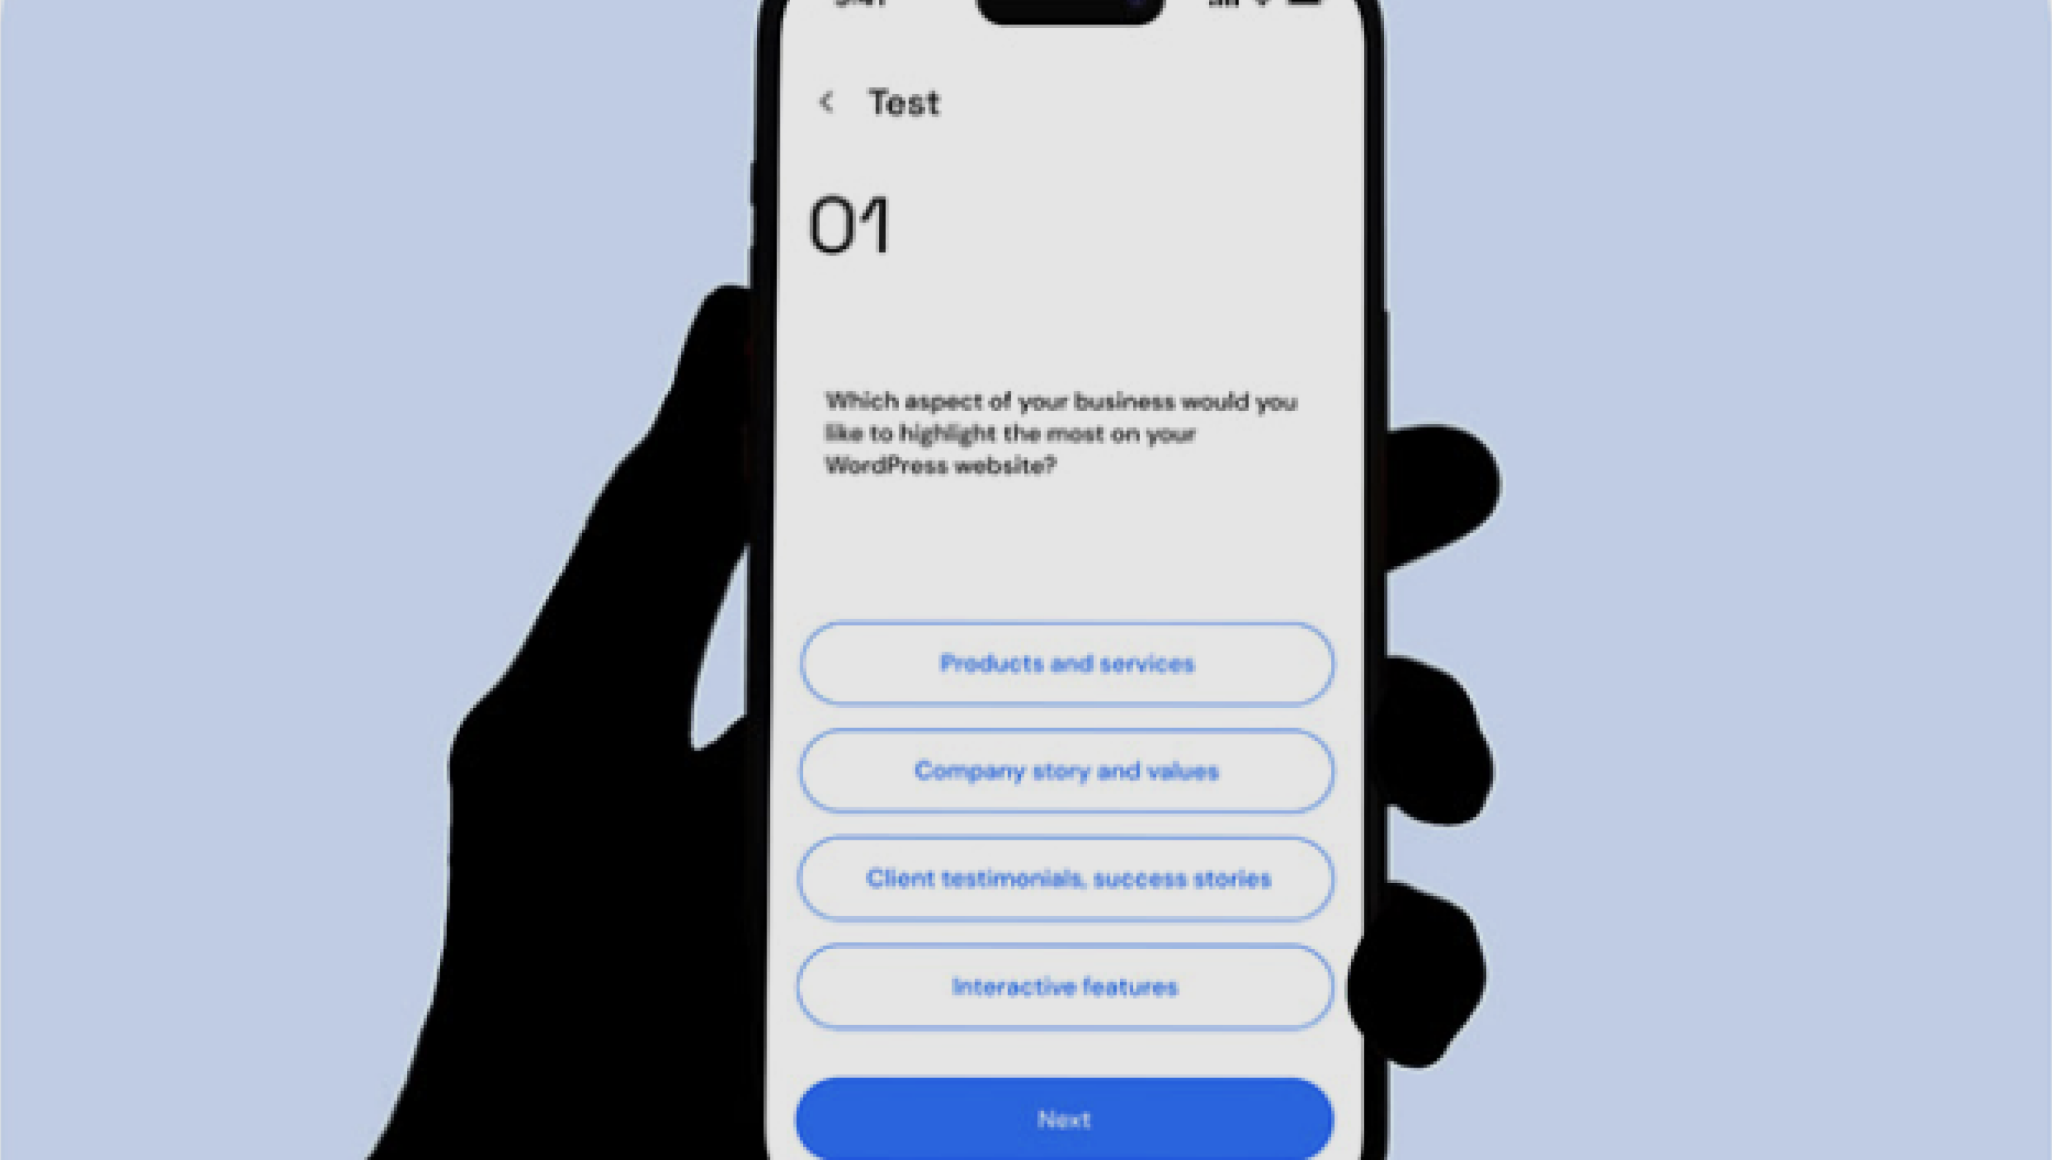 Test
01
Which aspect of your business would you
like to highlight the most on your
WordPress website?
Products and services
Company story and values
Client testimonials, success stories
Interactive features
Next